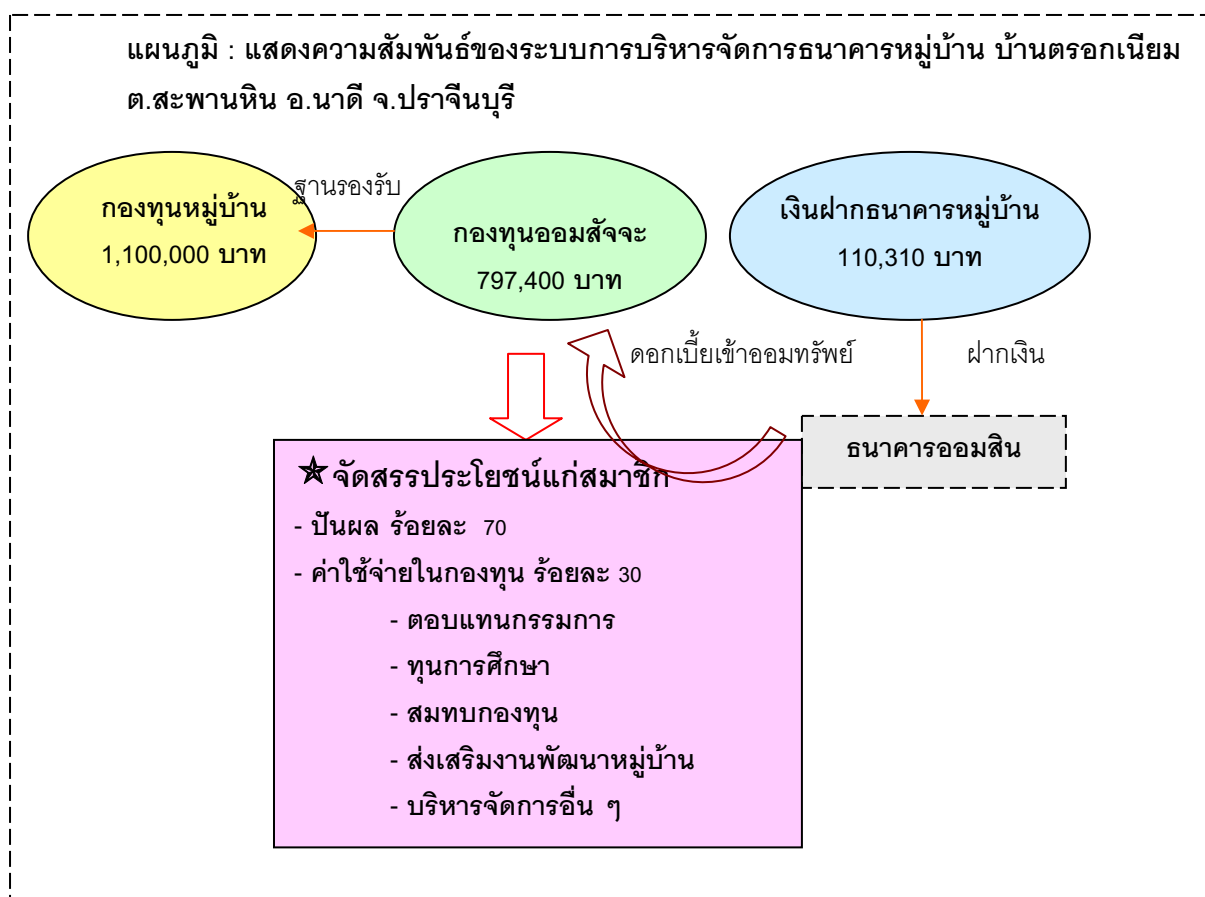 แผนภูมิ : แสดงความสัมพันธ์ของระบบการบริหารจัดการธนาคารหมู่บ้าน บ้านตรอกเนียม
ต.สะพานหิน อ.นาดี จ.ปราจีนบุรี
กองทุนหมู่บ้าน
1,100,000 บาท
ฐานรองรับ
กองทุนออมสัจจะ
797,400 บาท
เงินฝากธนาคารหมู่บ้าน
110,310 บาท
ดอกเบี้ยเข้าออมทรัพย์
ฝากเงิน
ธนาคารออมสิน
จัดสรรประโยชน์แก่สมาชิก
- ปันผล ร้อยละ 70
- ค่าใช้จ่ายในกองทุน ร้อยละ 30
- ตอบแทนกรรมการ
- ทุนการศึกษา
- สมทบกองทุน
- ส่งเสริมงานพัฒนาหมู่บ้าน
- บริหารจัดการอื่น ๆ